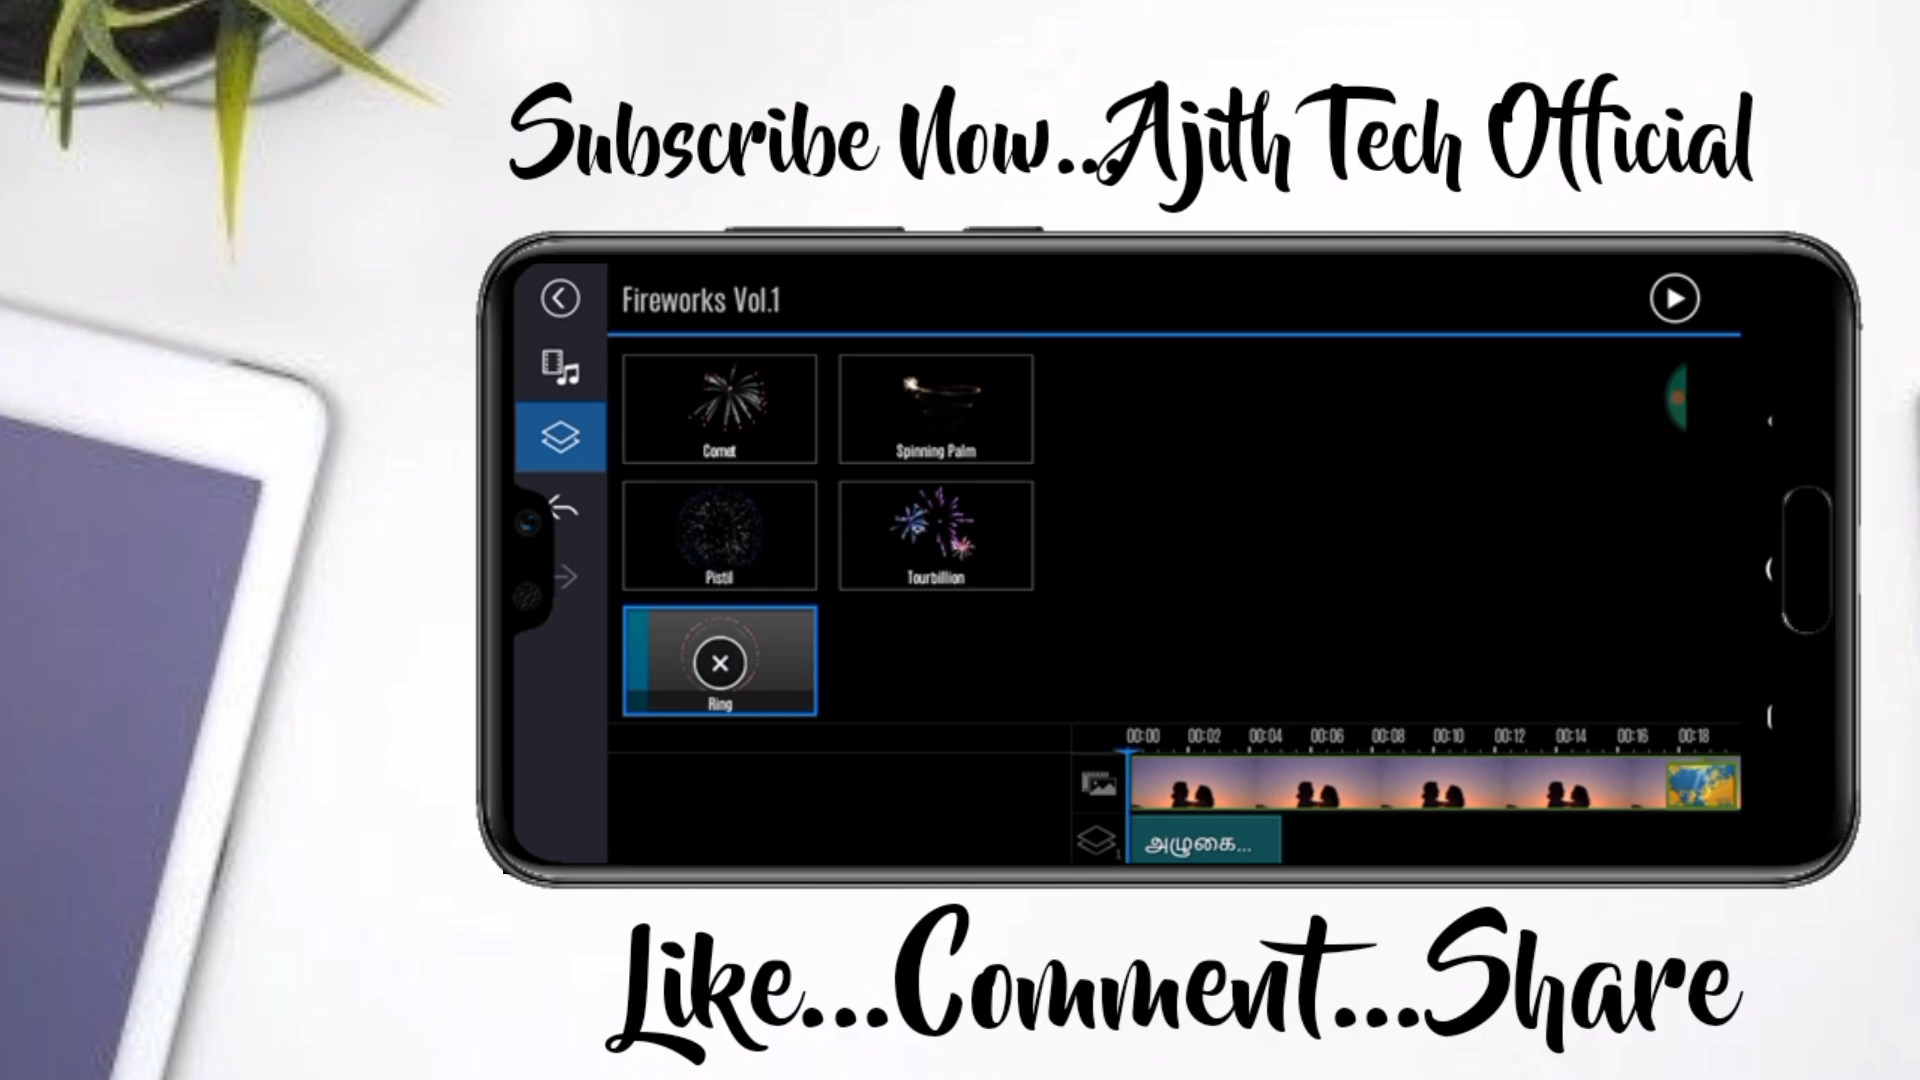 Subscribe Now..Ajith Tech Official
Fireworks Vol.1
Comet
Spinning Palm
Pistil
Tourbillion
Ring
00:00 00:02 00:04 00:06 00:08 00:10 00:12 00:14 00:16 00:18
அழுகை...
Like...Comment...Share